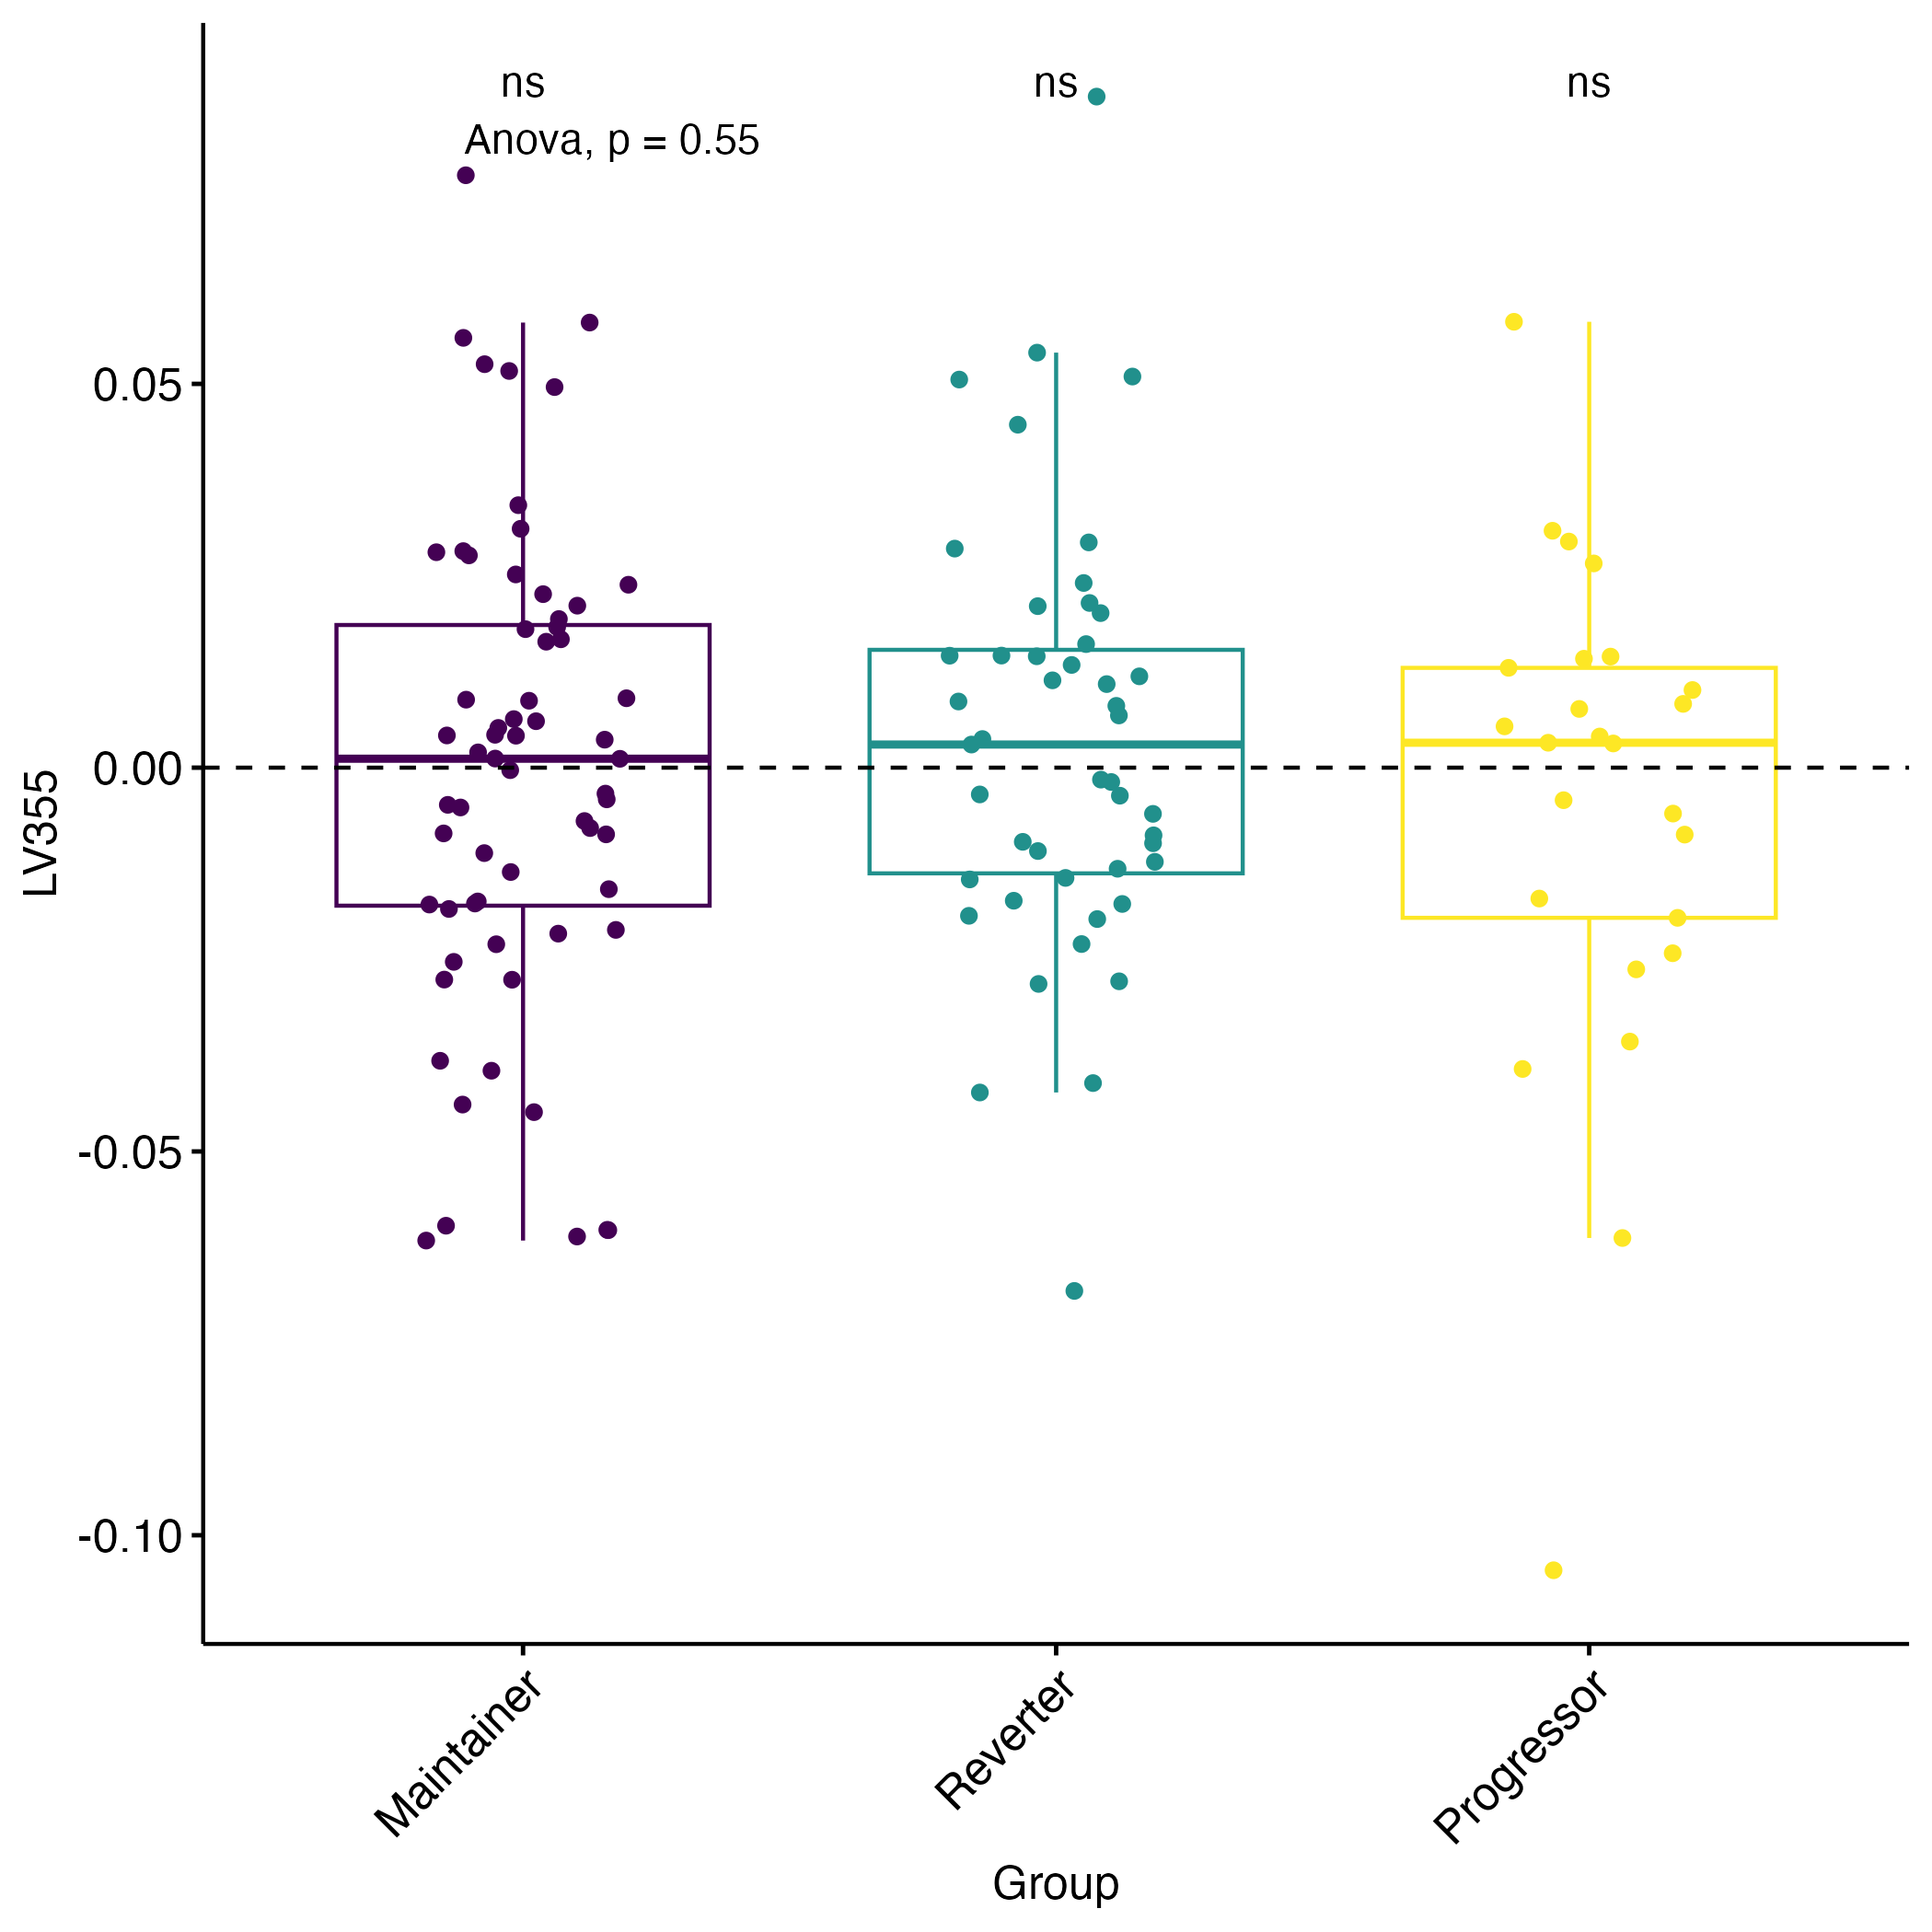 ns ns ns
Anova, p = 0.55
0.05
0.00
-0.05
-0.10
LV355
Maintainer
Reverter
Progressor
Group